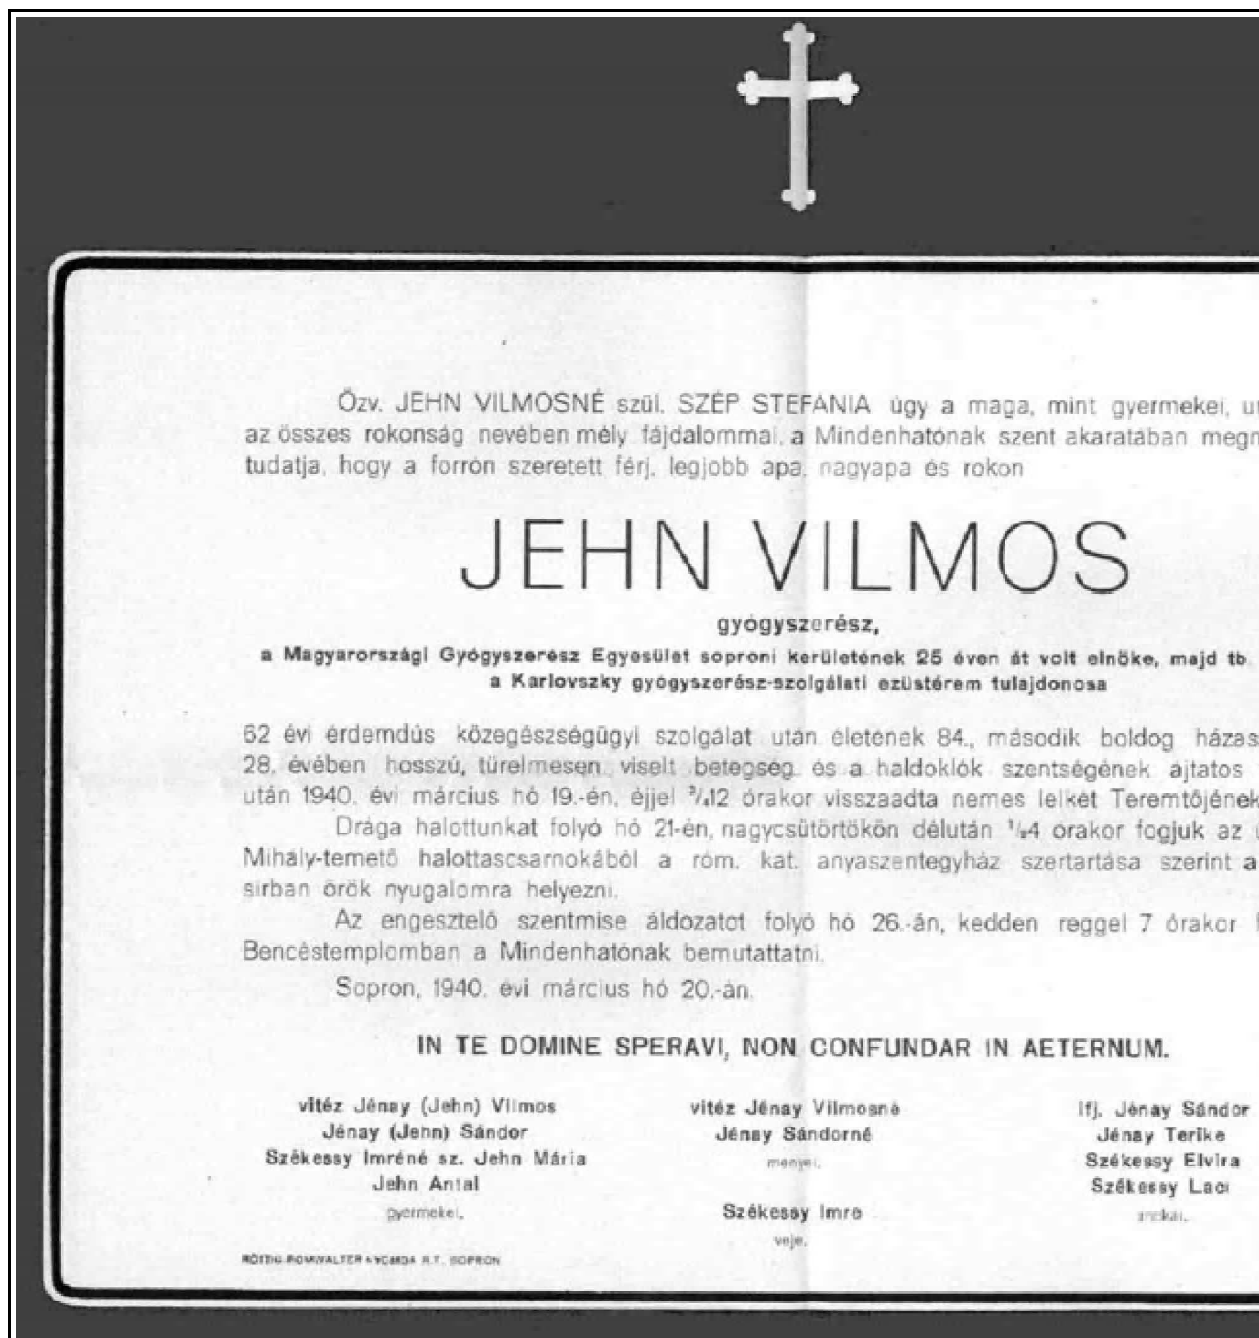 Özv. JEHN VILMOSNÉ szül. SZÉP STEFÁNIA úgy a maga, mint gyermekei,
az összes rokonság nevében mély fájdalommal, a Mindenhatónak szent akaratában
tudatja, hogy a forrón szeretett férj, legjobb apa, nagyapa és rokon
JEHN VILMOS
gyógyszerész,
a Magyarországi Gyógyszerész Egyesület soproni kerületének 25 éven át volt elnöke, majd tb.
a Karlovszky gyógyszerész-szolgálati ezüstérem tulajdonosa
62 évi érdemdús közegészségügyi szolgálat után életének 84., második boldog
28. évében hosszú, türelmesen viselt betegség és a haldoklók szentségének ájtatos
után 1940. évi március hó 19.-én, éjjel ³/₄12 órakor visszaadta nemes lelkét Teremtőjének
Drága halottunkat folyó hó 21-én, nagycsütörtökön délután ¹/₂4 órakor fogjuk az
Mihály-temető halottascsarnokából a róm. kat. anyaszentegyház szertartása szerint a
sírban örök nyugalomra helyezni.
Az engesztelő szentmise áldozatot folyó hó 26.-án, kedden reggel 7 órakor
Bencéstemplomban a Mindenhatónak bemutattatni.
Sopron, 1940. évi március hó 20.-án.
IN TE DOMINE SPERAVI, NON CONFUNDAR IN AETERNUM.
vitéz Jénay (Jehn) Vilmos
Jénay (Jehn) Sándor
Székessy Imréné sz. Jehn Mária
Jehn Antal
gyermekei.
vitéz Jénay Vilmosné
Jénay Sándorné
menyei.
Székessy Imre
veje.
ifj. Jénay Sándor
Jénay Terike
Székessy Elvira
Székessy Laci
unokái.
RÖTTIG-ROMWALTER NYOMDA R.T. SOPRON